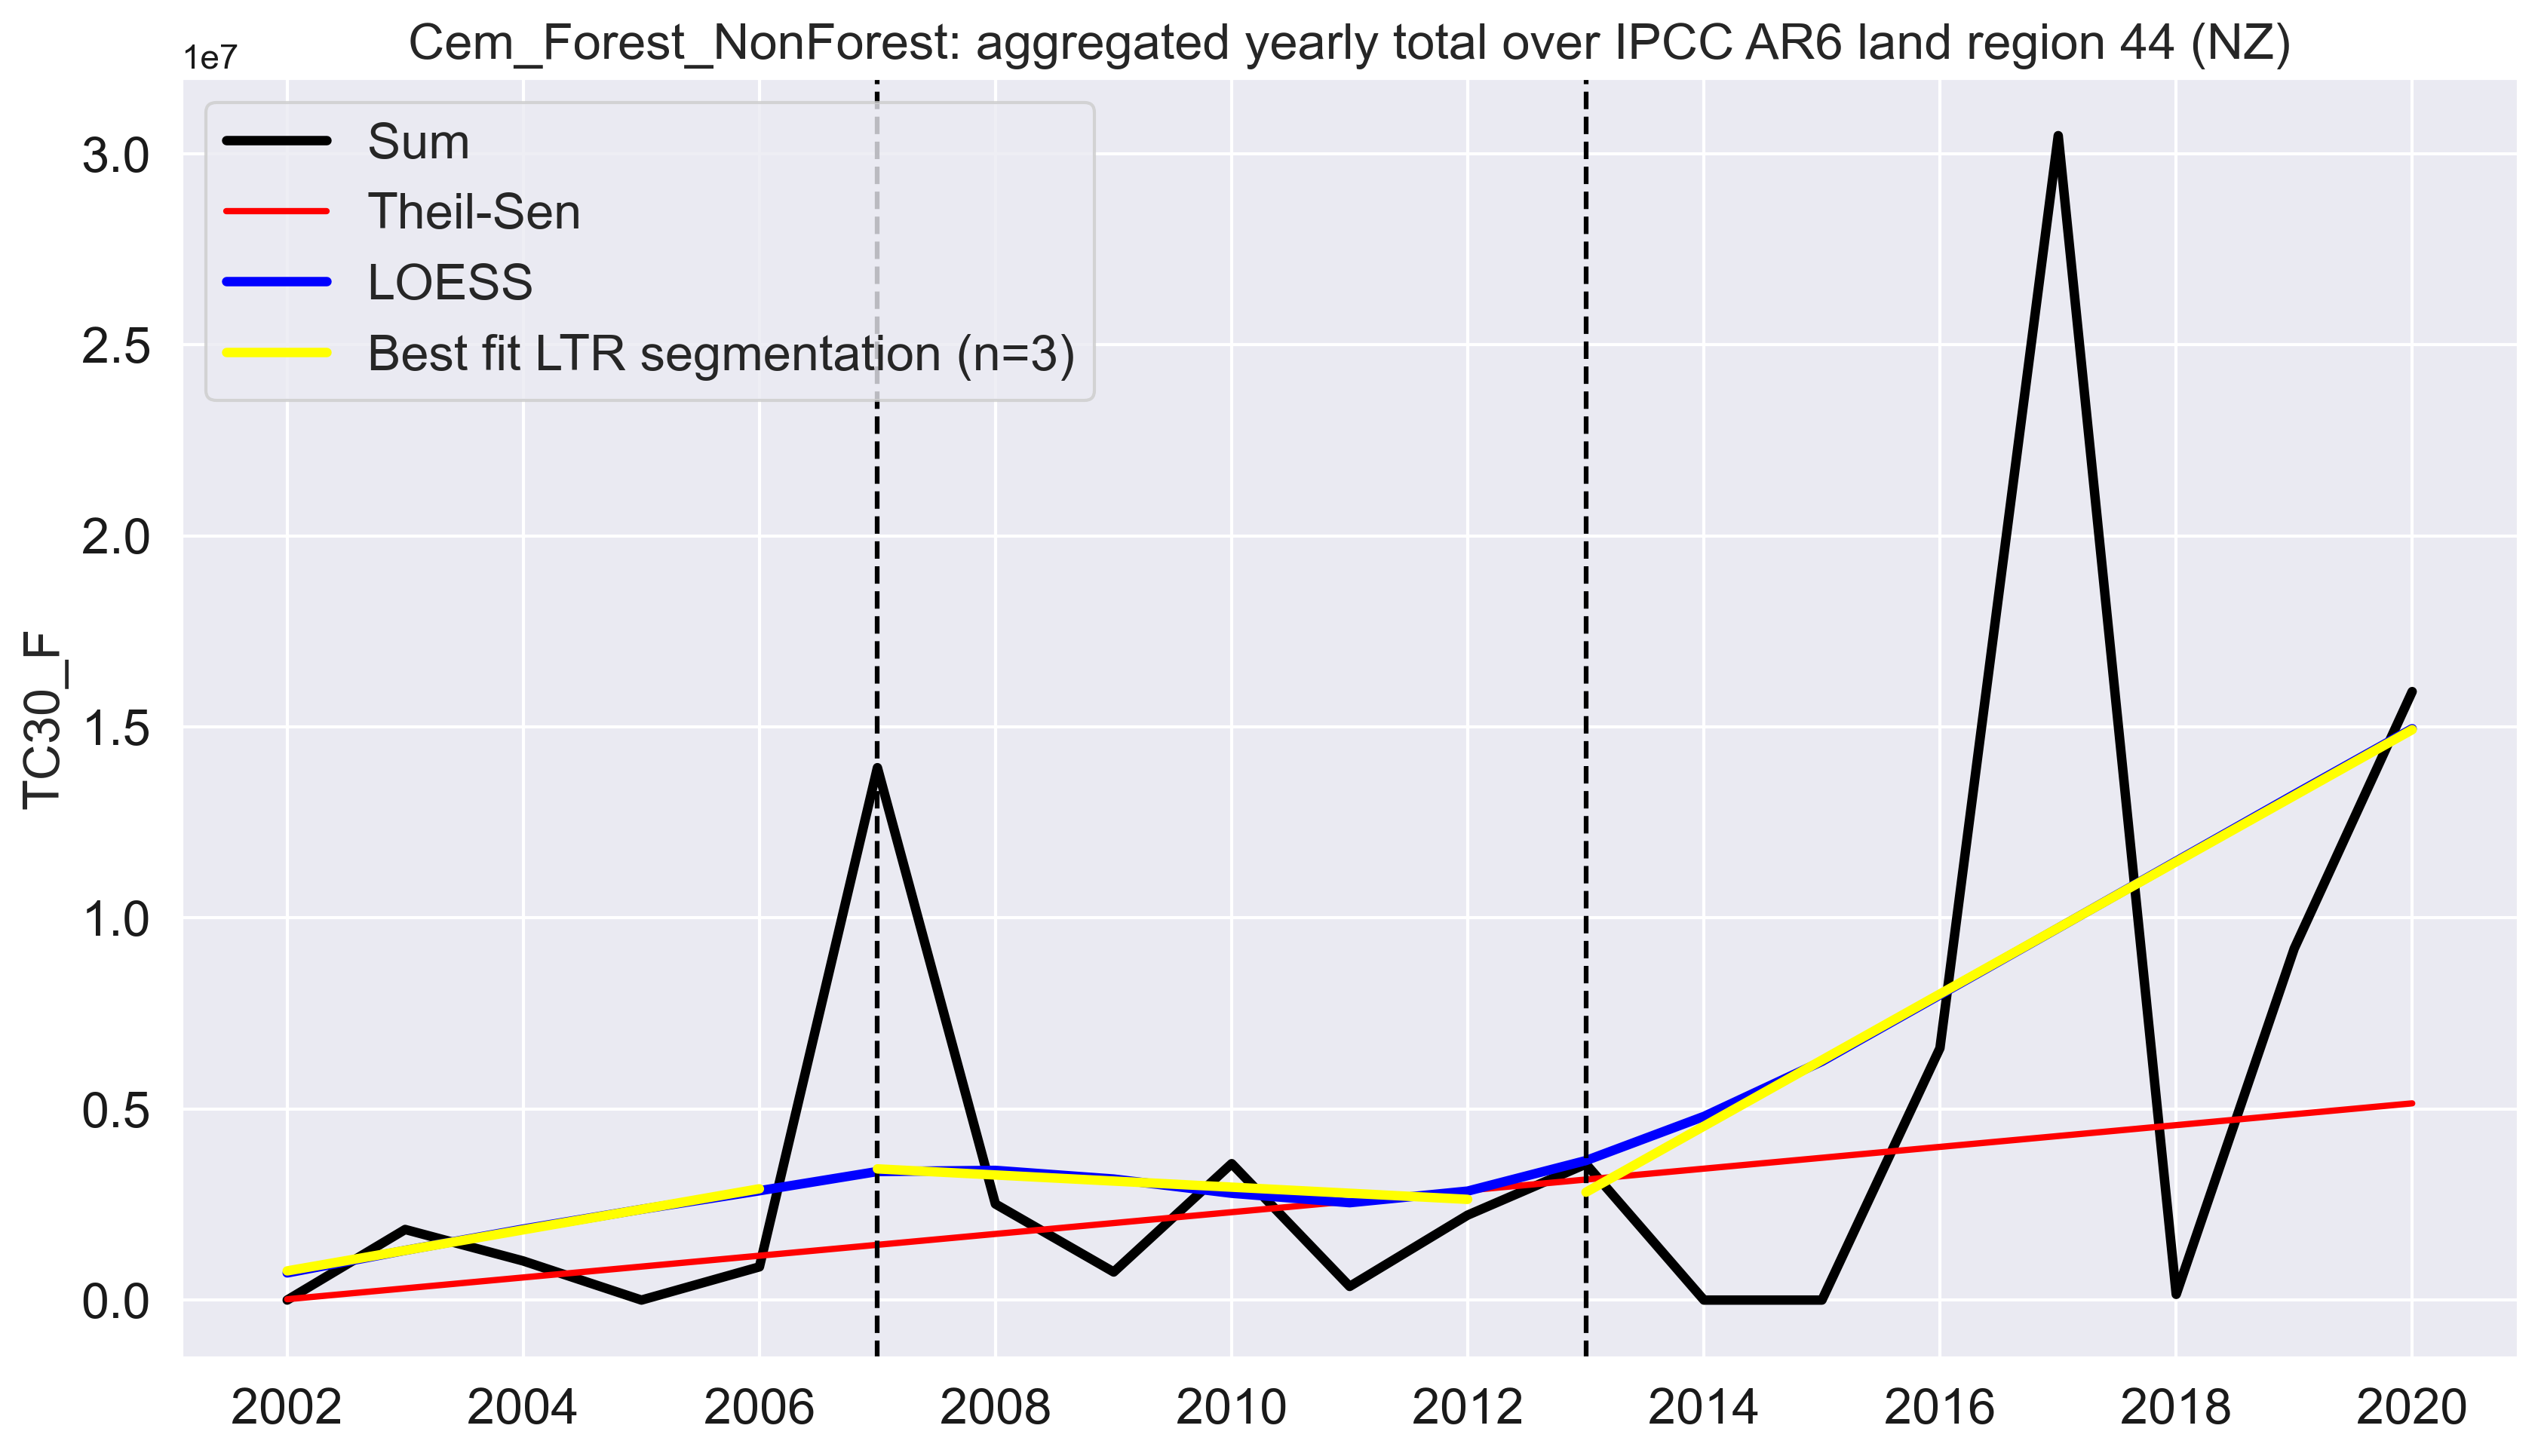 Cem_Forest_NonForest: aggregated yearly total over IPCC AR6 land region 44 (NZ)
1e7
Sum
Theil-Sen
LOESS
Best fit LTR segmentation (n=3)
3.0
2.5
2.0
1.5
1.0
0.5
0.0
TC30_F
2002 2004 2006 2008 2010 2012 2014 2016 2018 2020